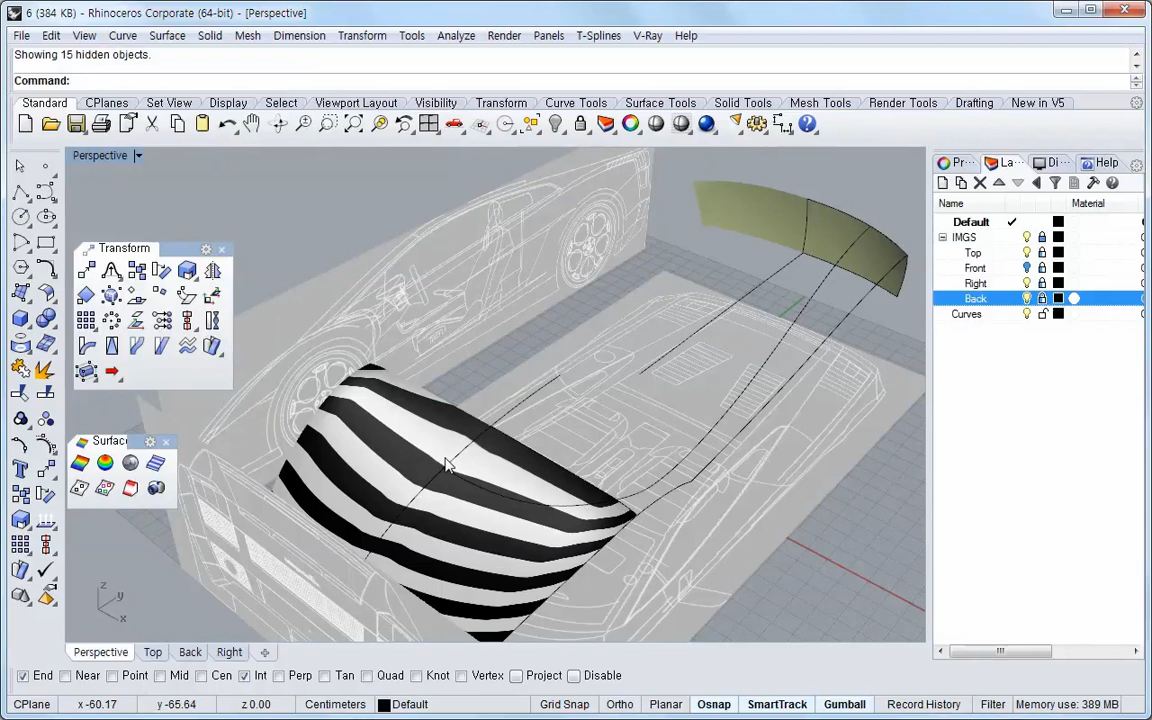 6 (384 KB) - Rhinoceros Corporate (64-bit) - [Perspective]
File Edit View Curve Surface Solid Mesh Dimension Transform Tools Analyze Render Panels T-Splines V-Ray Help
Showing 15 hidden objects.
Command:
Standard CPlanes Set View Display Select Viewport Layout Visibility Transform Curve Tools Surface Tools Solid Tools Mesh Tools Render Tools Drafting New in V5
Perspective
Pr... La... Di... Help
Name Material
Default
IMGS
Top
Front
Right
Back
Curves
Transform
Surfac
z
y
x
Perspective Top Back Right
End Near Point Mid Cen Int Perp Tan Quad Knot Vertex Project Disable
CPlane x -60.17 y -65.64 z 0.00 Centimeters Default Grid Snap Ortho Planar Osnap SmartTrack Gumball Record History Filter Memory use: 389 MB